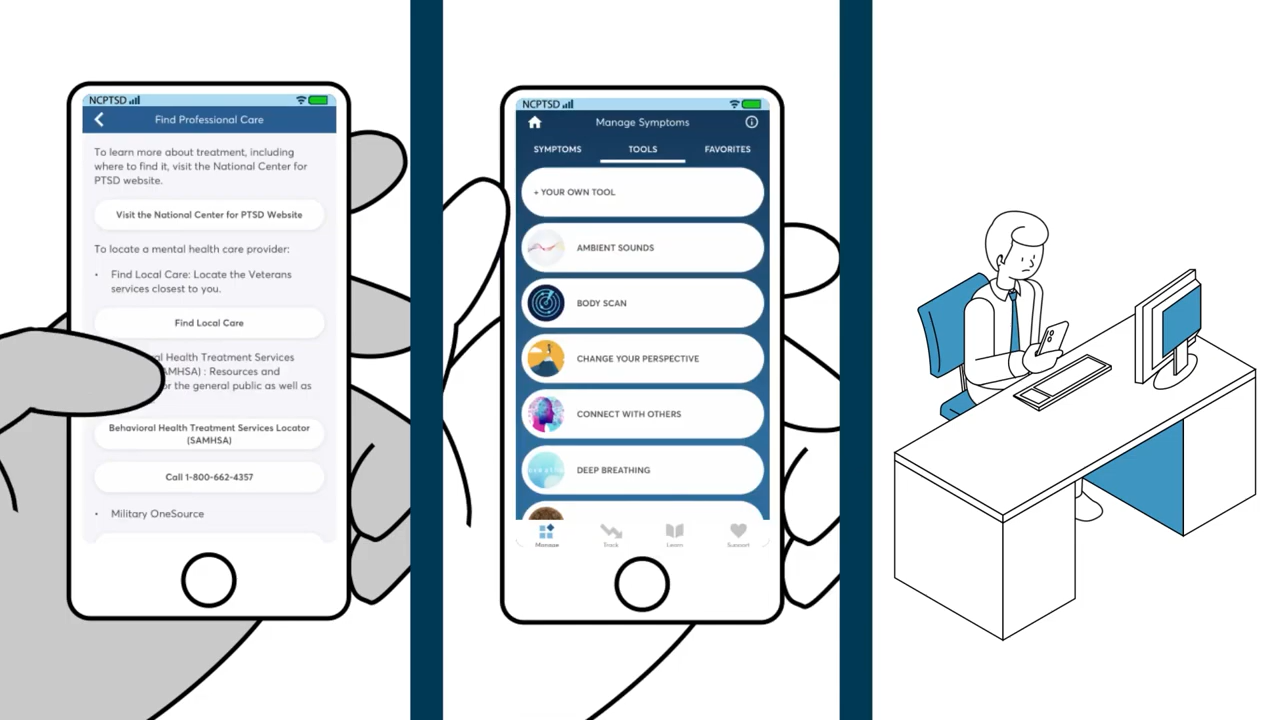 NCPTSD
Find Professional Care
To learn more about treatment, including
where to find it, visit the National Center for
PTSD website.
Visit the National Center for PTSD Website
To locate a mental health care provider:
• Find Local Care: Locate the Veterans
services closest to you.
Find Local Care
Health Treatment Services
: Resources and
the general public as well as
Behavioral Health Treatment Services Locator
(SAMHSA)
Call 1-800-662-4357
• Military OneSource
NCPTSD
Manage Symptoms
SYMPTOMS
TOOLS
FAVORITES
+ YOUR OWN TOOL
AMBIENT SOUNDS
BODY SCAN
CHANGE YOUR PERSPECTIVE
CONNECT WITH OTHERS
DEEP BREATHING
Manage
Track
Learn
Support